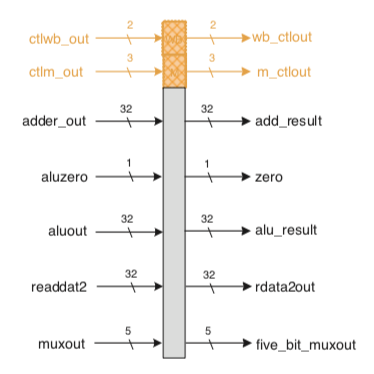 2 2
ctlwb_out wb_ctlout
3 3
ctlm_out m_ctlout
32 32
adder_out add_result
1 1
aluzero zero
32 32
aluout alu_result
32 32
readdat2 rdata2out
5 5
muxout five_bit_muxout